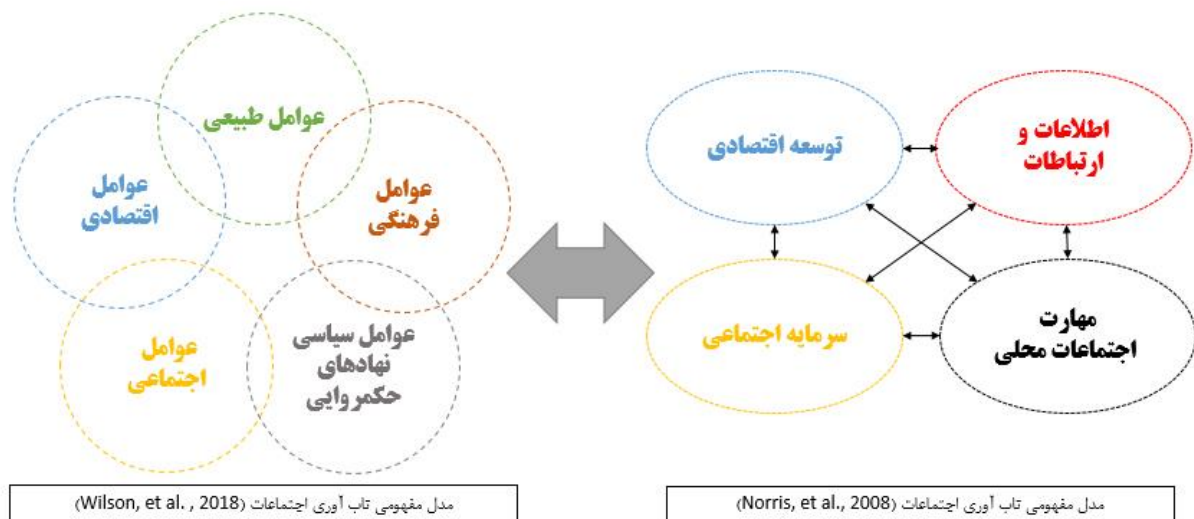 عوامل طبیعی
عوامل
فرهنگی
عوامل سیاسی
نهادهای
حکمروایی
عوامل
اجتماعی
عوامل
اقتصادی
مدل مفهومی تاب آوری اجتماعات (Wilson, et al. , 2018)
اطلاعات و
ارتباطات
توسعه اقتصادی
مهارت
اجتماعات محلی
سرمایه اجتماعی
مدل مفهومی تاب آوری اجتماعات (Norris, et al., 2008)